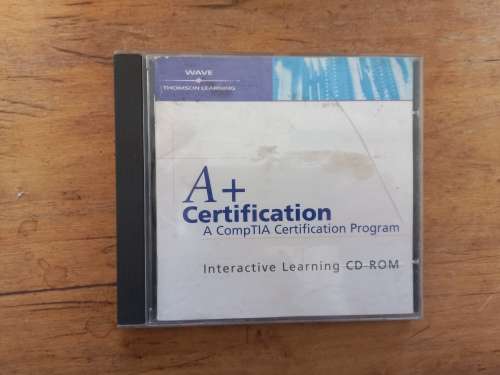 WAVE
THOMSON LEARNING
A+
Certification
A CompTIA Certification Program
Interactive Learning CD-ROM